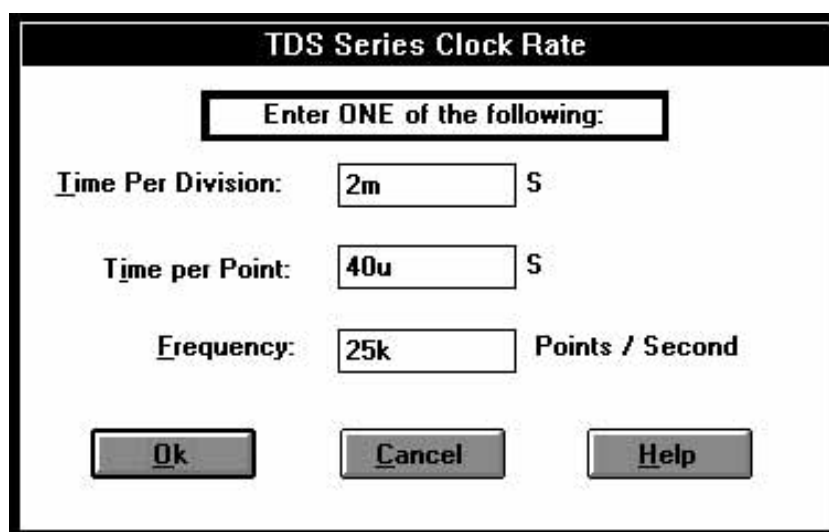 TDS Series Clock Rate
Enter ONE of the following:
Time Per Division: 2m S
Time per Point: 40u S
Frequency: 25k Points / Second
Ok Cancel Help